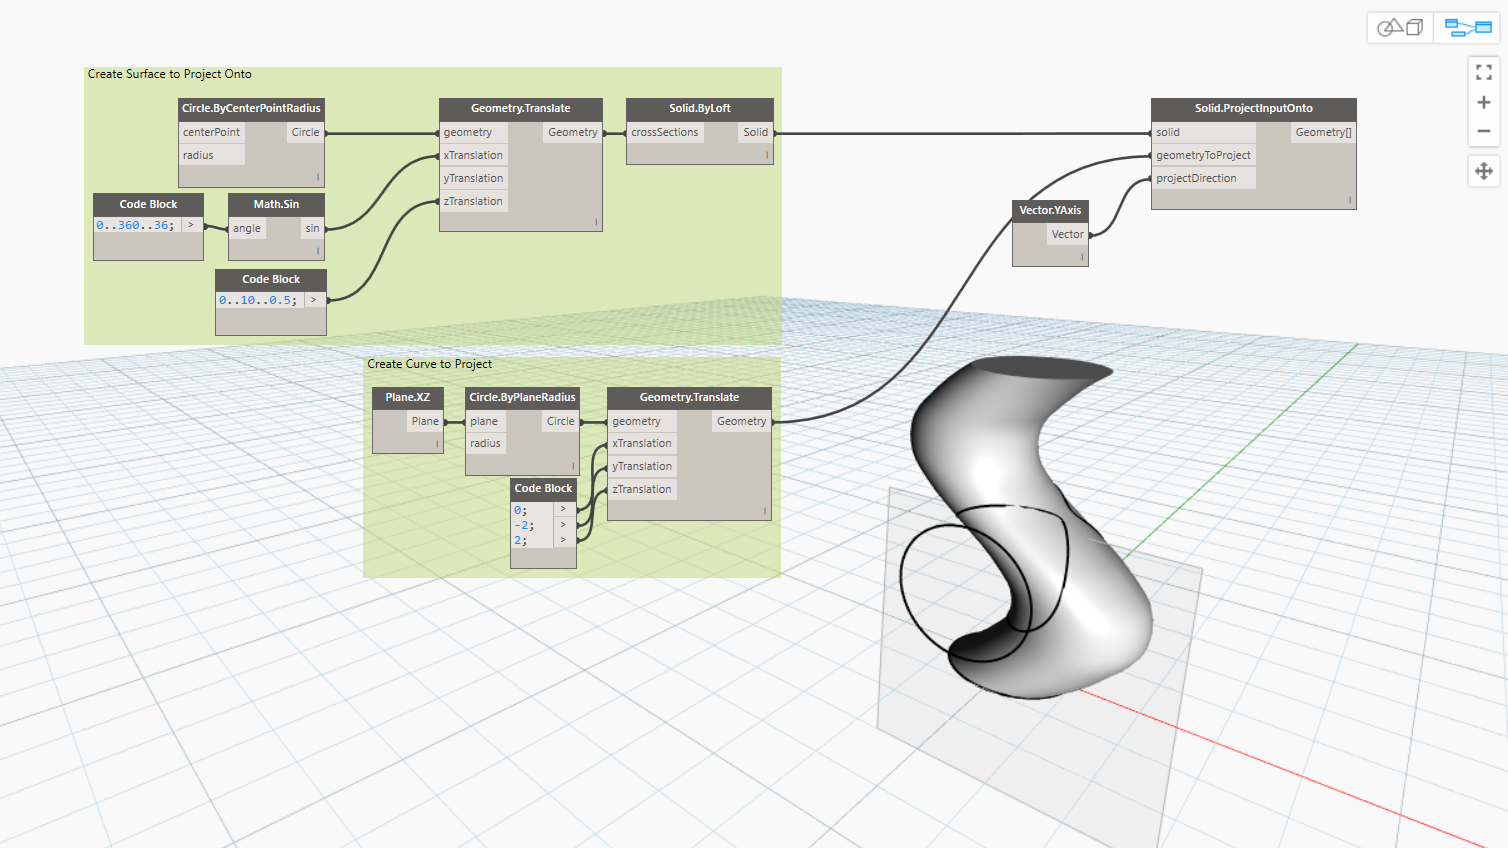 Create Surface to Project Onto
Circle.ByCenterPointRadius
centerPoint
Circle
radius
Geometry.Translate
geometry
Geometry
xTranslation
yTranslation
zTranslation
Solid.ByLoft
crossSections
Solid
Code Block
0..360..36;
>
Math.Sin
angle
sin
Code Block
0..10..0.5;
>
Solid.ProjectInputOnto
solid
Geometry[]
geometryToProject
projectDirection
Vector.YAxis
Vector
Create Curve to Project
Plane.XZ
Plane
Circle.ByPlaneRadius
plane
Circle
radius
Geometry.Translate
geometry
Geometry
xTranslation
yTranslation
zTranslation
Code Block
0;
>
-2;
>
2;
>